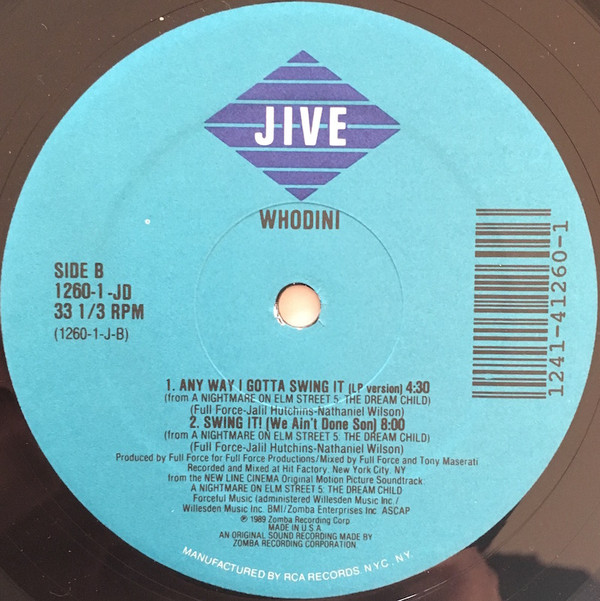 JIVE
WHODINI
SIDE B
1260-1-JD
33 1/3 RPM
(1260-1-J-B)
1241-41260-1
1. ANY WAY I GOTTA SWING IT (LP version) 4:30
(from A NIGHTMARE ON ELM STREET 5: THE DREAM CHILD)
(Full Force-Jalil Hutchins-Nathaniel Wilson)
2. SWING IT! (We Ain't Done Son) 8:00
(from A NIGHTMARE ON ELM STREET 5: THE DREAM CHILD)
(Full Force-Jalil Hutchins-Nathaniel Wilson)
Produced by Full Force for Full Force Productions/Mixed by Full Force and Tony Maserati
Recorded and Mixed at Hit Factory, New York City, NY
from the NEW LINE CINEMA Original Motion Picture Soundtrack:
A NIGHTMARE ON ELM STREET 5: THE DREAM CHILD
Forceful Music (administered Willesden Music Inc./
Willesden Music Inc. BMI/Zomba Enterprises Inc. ASCAP
℗ 1989 Zomba Recording Corp
MADE IN U.S.A
AN ORIGINAL SOUND RECORDING MADE BY
ZOMBA RECORDING CORPORATION.
MANUFACTURED BY RCA RECORDS, N.Y.C., N.Y.